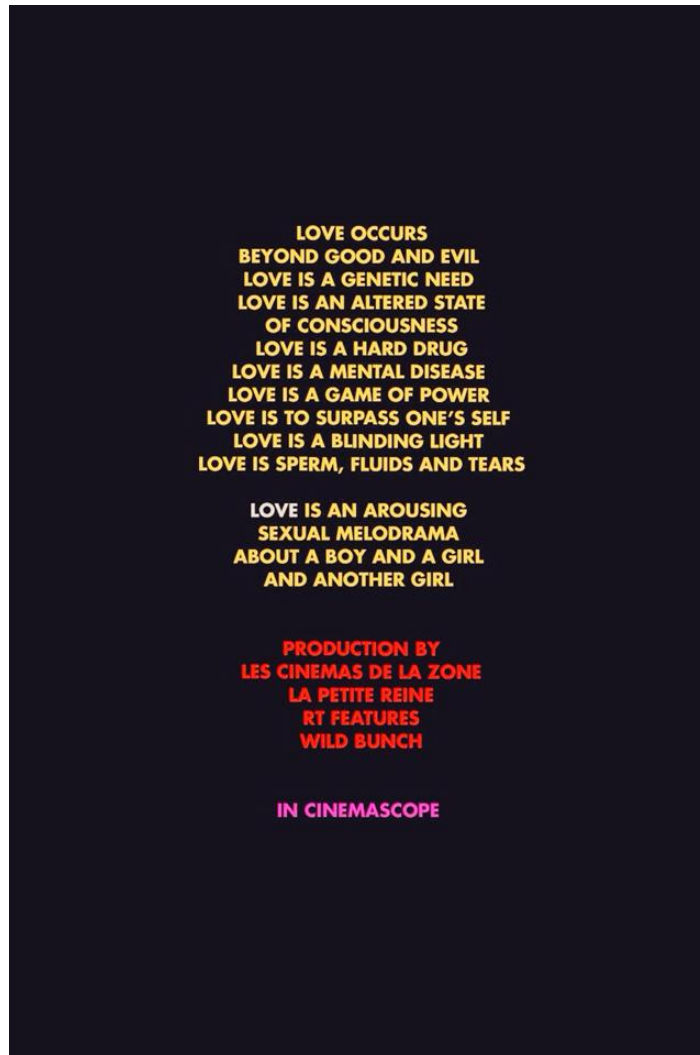 LOVE OCCURS
BEYOND GOOD AND EVIL
LOVE IS A GENETIC NEED
LOVE IS AN ALTERED STATE
OF CONSCIOUSNESS
LOVE IS A HARD DRUG
LOVE IS A MENTAL DISEASE
LOVE IS A GAME OF POWER
LOVE IS TO SURPASS ONE'S SELF
LOVE IS A BLINDING LIGHT
LOVE IS SPERM, FLUIDS AND TEARS
LOVE IS AN AROUSING
SEXUAL MELODRAMA
ABOUT A BOY AND A GIRL
AND ANOTHER GIRL
PRODUCTION BY
LES CINEMAS DE LA ZONE
LA PETITE REINE
RT FEATURES
WILD BUNCH
IN CINEMASCOPE